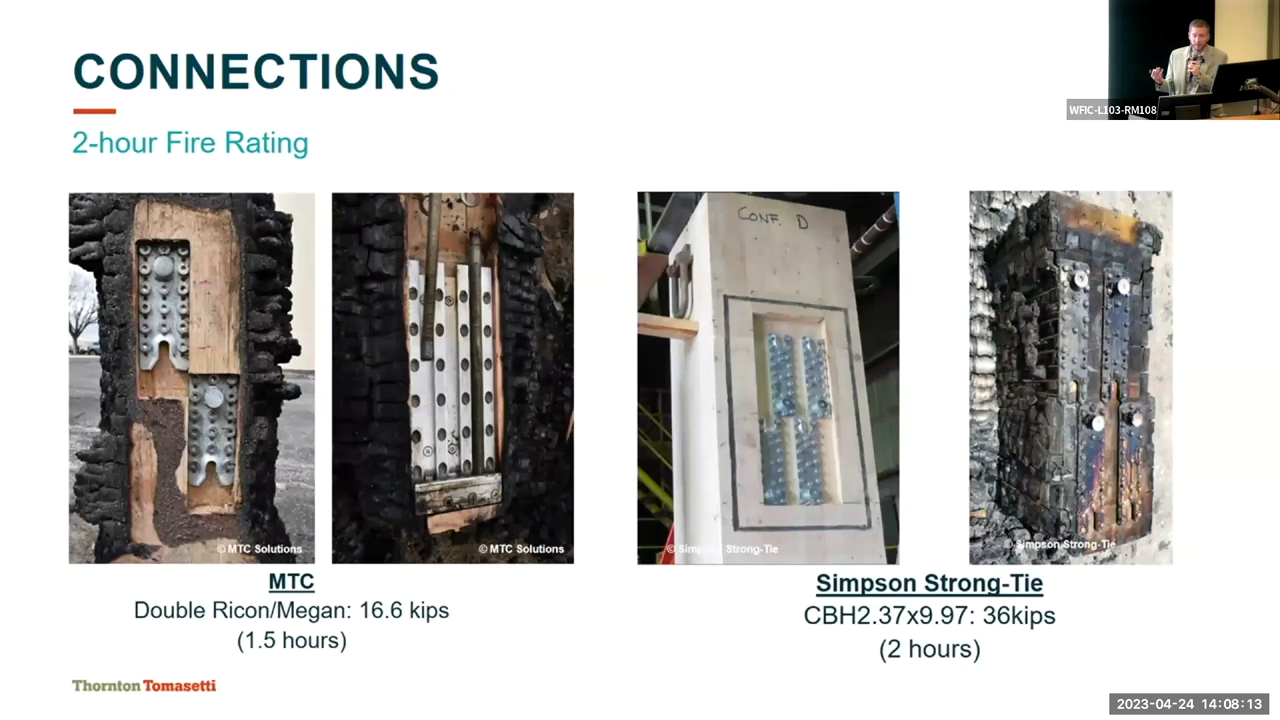 CONNECTIONS
WFIC-L103-RM108
2-hour Fire Rating
CONF. D
© MTC Solutions
© MTC Solutions
© Simpson Strong-Tie
© Simpson Strong-Tie
MTC
Double Ricon/Megan: 16.6 kips
(1.5 hours)
Simpson Strong-Tie
CBH2.37x9.97: 36kips
(2 hours)
Thornton Tomasetti
2023-04-24 14:08:13